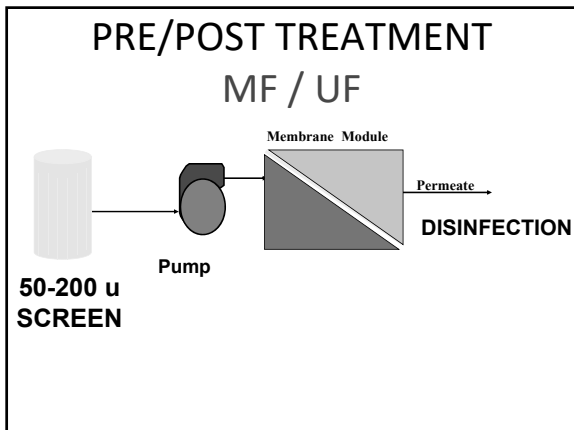 PRE/POST TREATMENT
MF / UF
Membrane Module
Permeate
DISINFECTION
Pump
50-200 u
SCREEN